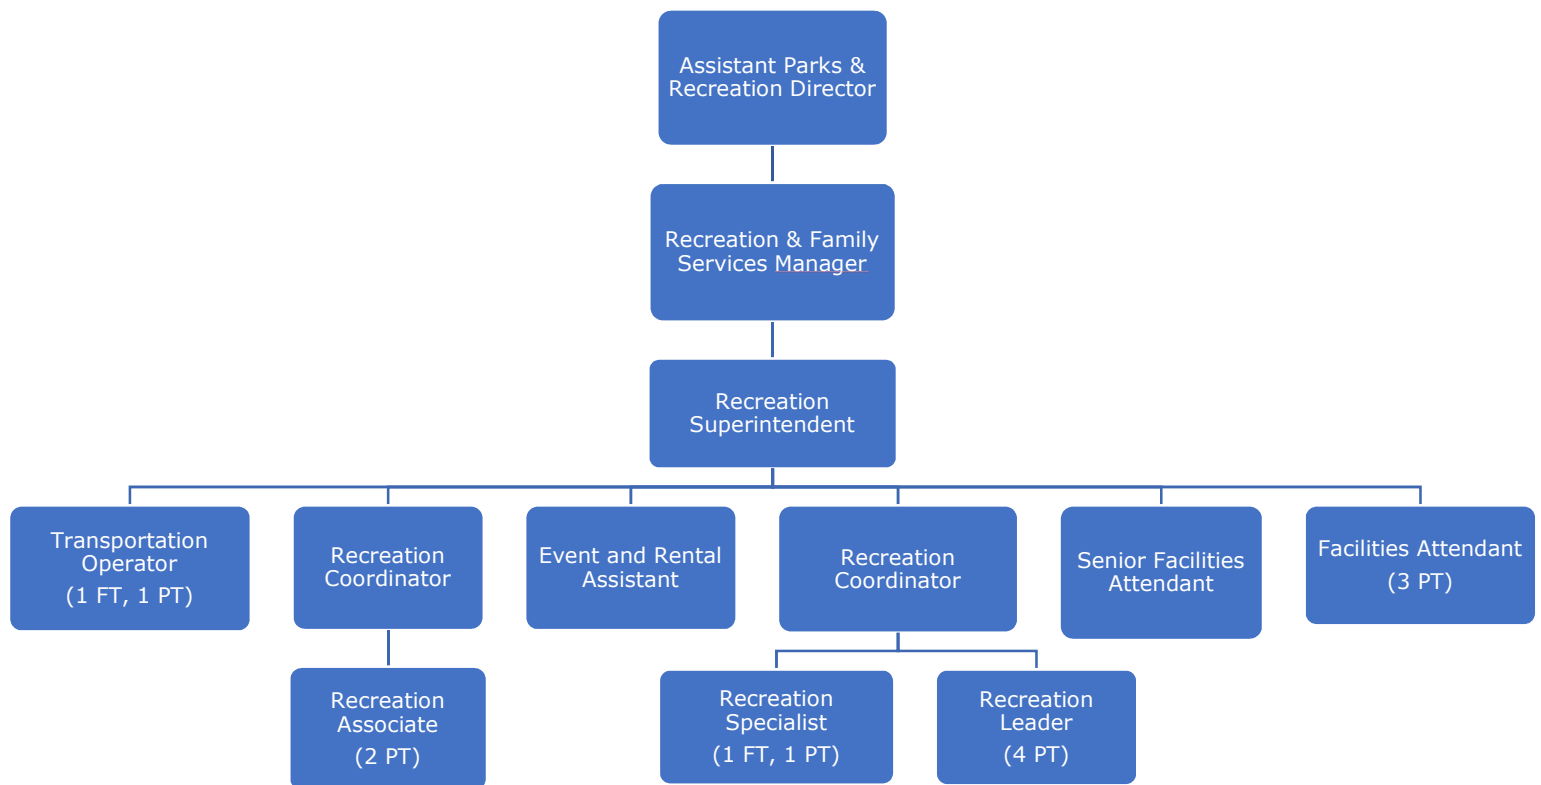 Assistant Parks &
Recreation Director
Recreation & Family
Services Manager
Recreation
Superintendent
Transportation
Operator
(1 FT, 1 PT)
Recreation
Coordinator
Event and Rental
Assistant
Recreation
Coordinator
Senior Facilities
Attendant
Facilities Attendant
(3 PT)
Recreation
Associate
(2 PT)
Recreation
Specialist
(1 FT, 1 PT)
Recreation
Leader
(4 PT)